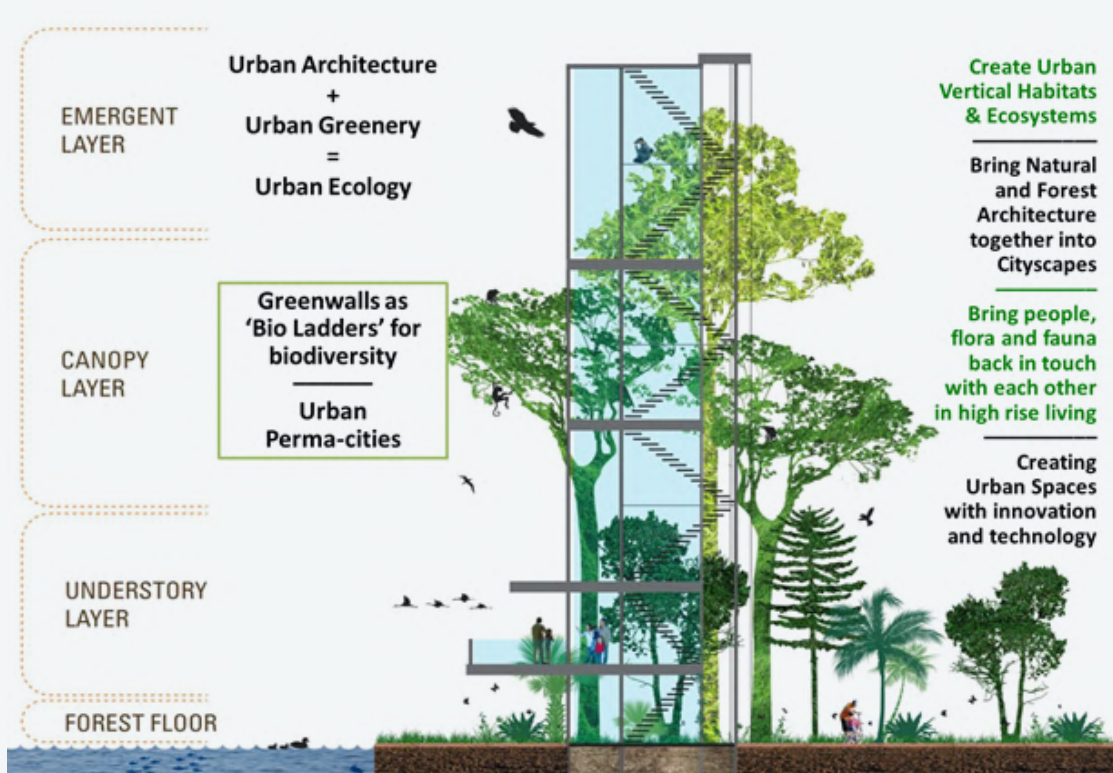 EMERGENT
LAYER
Urban Architecture
+
Urban Greenery
=
Urban Ecology
CANOPY
LAYER
Greenwalls as
‘Bio Ladders’ for
biodiversity
Urban
Perma-cities
UNDERSTORY
LAYER
FOREST FLOOR
Create Urban
Vertical Habitats
& Ecosystems
Bring Natural
and Forest
Architecture
together into
Cityscapes
Bring people,
flora and fauna
back in touch
with each other
in high rise living
Creating
Urban Spaces
with innovation
and technology